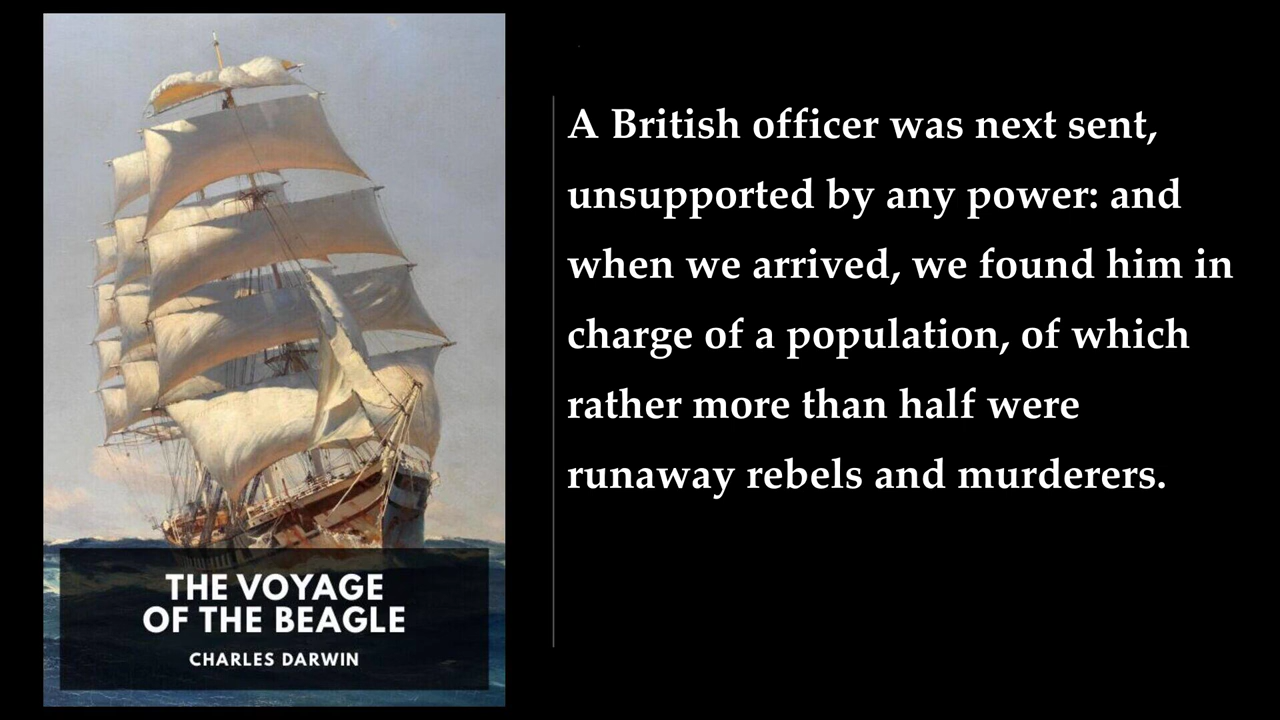 THE VOYAGE
OF THE BEAGLE
CHARLES DARWIN
A British officer was next sent,
unsupported by any power: and
when we arrived, we found him in
charge of a population, of which
rather more than half were
runaway rebels and murderers.